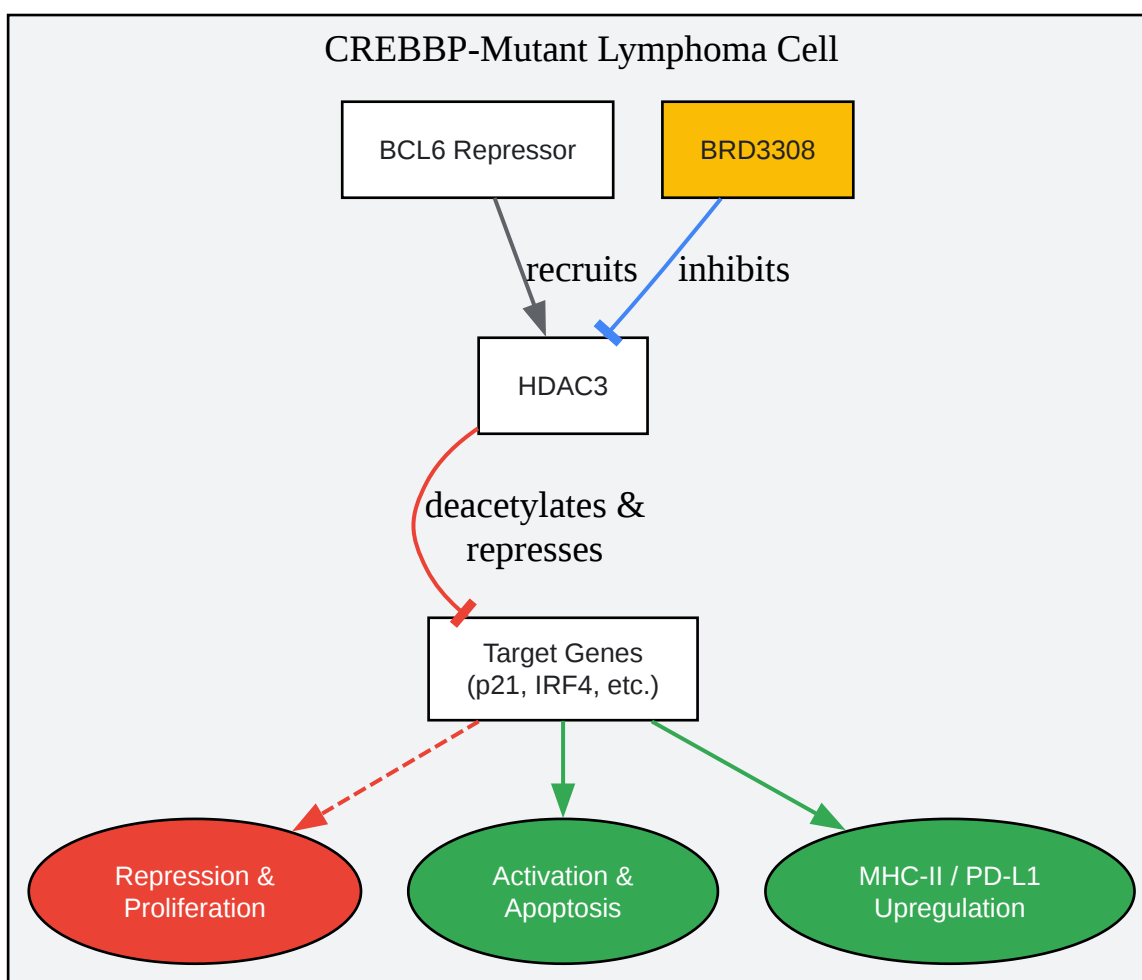 CREBBP-Mutant Lymphoma Cell
BCL6 Repressor
BRD3308
recruits
inhibits
HDAC3
deacetylates &
represses
Target Genes
(p21, IRF4, etc.)
Repression &
Proliferation
Activation &
Apoptosis
MHC-II / PD-L1
Upregulation